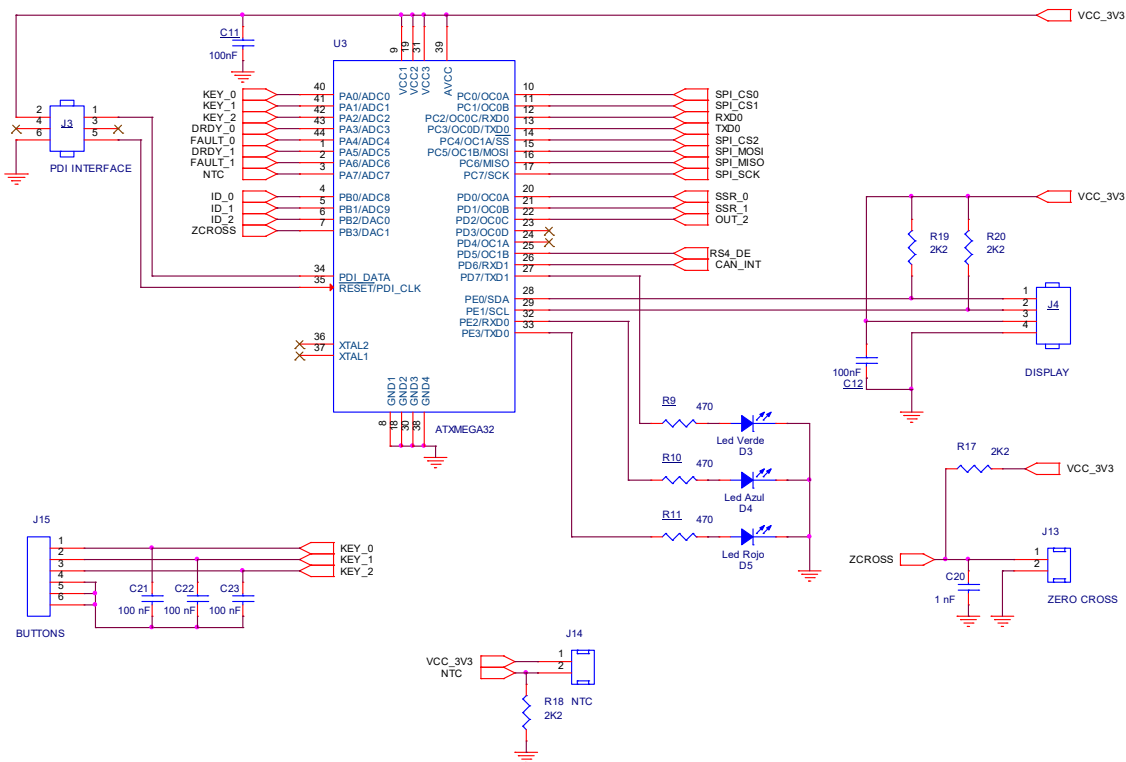 VCC_3V3
C11
100nF
U3
9
19
31
39
VCC1
VCC2
VCC3
AVCC
2
4
6
J3
1
3
5
PDI INTERFACE
KEY_0
KEY_1
KEY_2
DRDY_0
FAULT_0
DRDY_1
FAULT_1
NTC
40
41
42
43
44
1
2
3
PA0/ADC0
PA1/ADC1
PA2/ADC2
PA3/ADC3
PA4/ADC4
PA5/ADC5
PA6/ADC6
PA7/ADC7
ID_0
ID_1
ID_2
ZCROSS
4
5
6
7
PB0/ADC8
PB1/ADC9
PB2/DAC0
PB3/DAC1
34
35
PDI_DATA
RESET/PDI_CLK
36
37
XTAL2
XTAL1
PC0/OC0A
PC1/OC0B
PC2/OC0C/RXD0
PC3/OC0D/TXD0
PC4/OC1A/SS
PC5/OC1B/MOSI
PC6/MISO
PC7/SCK
10
11
12
13
14
15
16
17
SPI_CS0
SPI_CS1
RXD0
TXD0
SPI_CS2
SPI_MOSI
SPI_MISO
SPI_SCK
PD0/OC0A
PD1/OC0B
PD2/OC0C
PD3/OC0D
PD4/OC1A
PD5/OC1B
PD6/RXD1
PD7/TXD1
20
21
22
23
24
25
26
27
SSR_0
SSR_1
OUT_2
RS4_DE
CAN_INT
PE0/SDA
PE1/SCL
PE2/RXD0
PE3/TXD0
28
29
32
33
GND1
GND2
GND3
GND4
8
18
30
38
ATXMEGA32
VCC_3V3
R19
2K2
R20
2K2
1
2
3
4
J4
DISPLAY
100nF
C12
R9
470
Led Verde
D3
R10
470
Led Azul
D4
R11
470
Led Rojo
D5
R17
2K2
VCC_3V3
ZCROSS
C20
1 nF
J13
1
2
ZERO CROSS
J15
1
2
3
4
5
6
BUTTONS
KEY_0
KEY_1
KEY_2
C21
100 nF
C22
100 nF
C23
100 nF
J14
VCC_3V3
NTC
1
2
R18
2K2
NTC